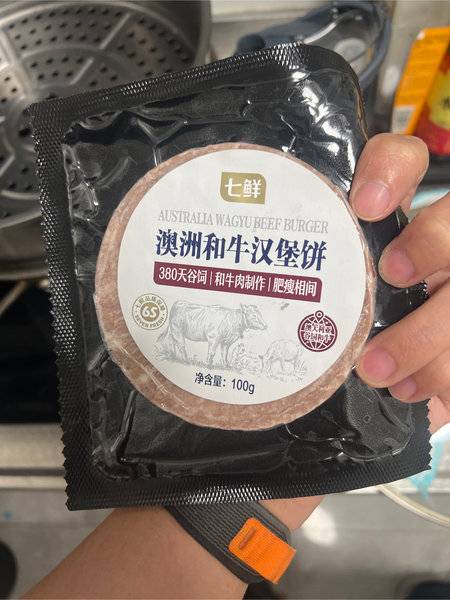 七鲜
AUSTRALIA WAGYU BEEF BURGER
澳洲和牛汉堡饼
380天谷饲|和牛肉制作|肥瘦相间
6S
净含量：100g